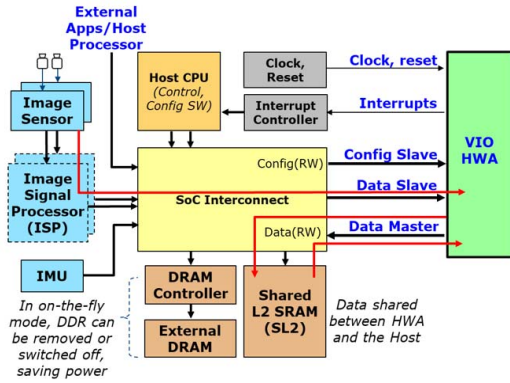 External
Apps/Host
Processor
Host CPU
(Control,
Config SW)
Clock,
Reset
Clock, reset
Interrupt
Controller
Interrupts
VIO
HWA
Image
Sensor
Image
Signal
Processor
(ISP)
Config(RW)
Config Slave
SoC Interconnect
Data Slave
Data(RW)
Data Master
IMU
DRAM
Controller
External
DRAM
Shared
L2 SRAM
(SL2)
In on-the-fly
mode, DDR can
be removed or
switched off,
saving power
Data shared
between HWA
and the Host